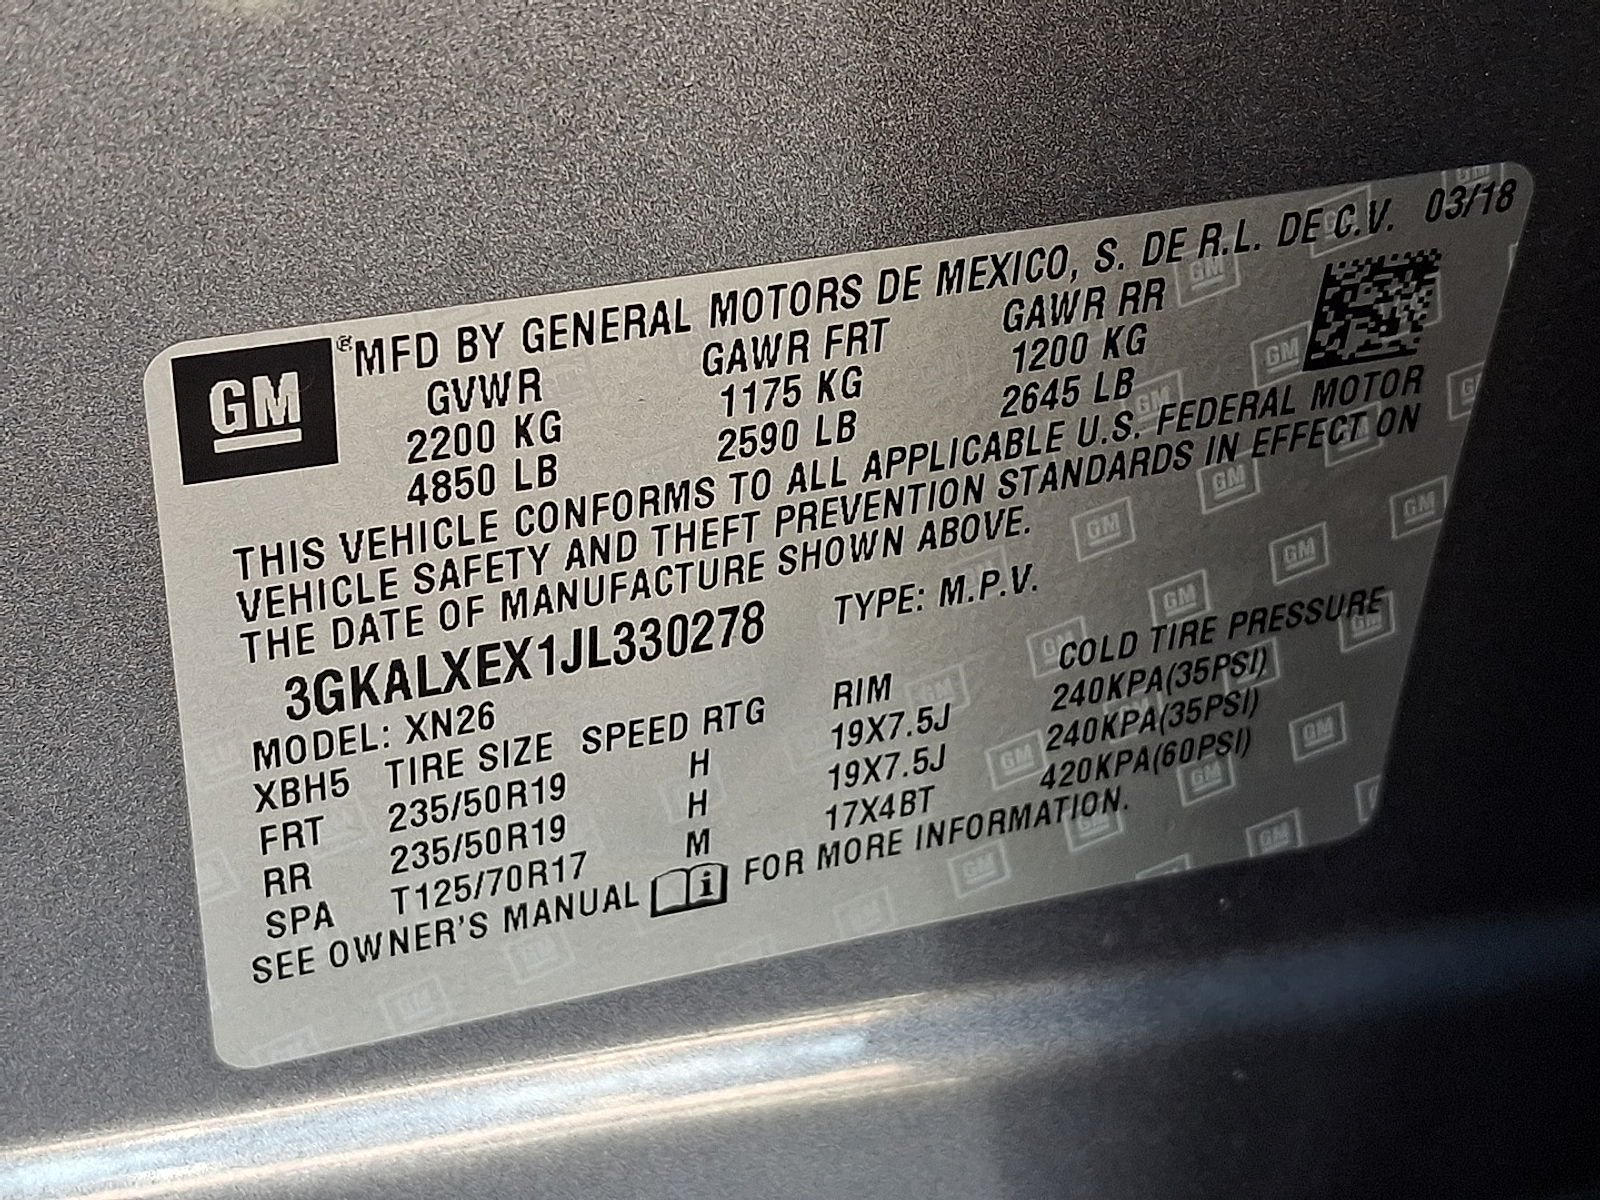 GM
MFD BY GENERAL MOTORS DE MEXICO, S. DE R.L. DE C.V. 03/18
GVWR GAWR FRT GAWR RR
2200 KG 1175 KG 1200 KG
4850 LB 2590 LB 2645 LB
THIS VEHICLE CONFORMS TO ALL APPLICABLE U.S. FEDERAL MOTOR
VEHICLE SAFETY AND THEFT PREVENTION STANDARDS IN EFFECT ON
THE DATE OF MANUFACTURE SHOWN ABOVE.
3GKALXEX1JL330278 TYPE: M.P.V.
MODEL: XN26
XBH5 TIRE SIZE SPEED RTG RIM COLD TIRE PRESSURE
FRT 235/50R19 H 19X7.5J 240KPA(35PSI)
RR 235/50R19 H 19X7.5J 240KPA(35PSI)
SPA T125/70R17 M 17X4BT 420KPA(60PSI)
SEE OWNER'S MANUAL i FOR MORE INFORMATION.